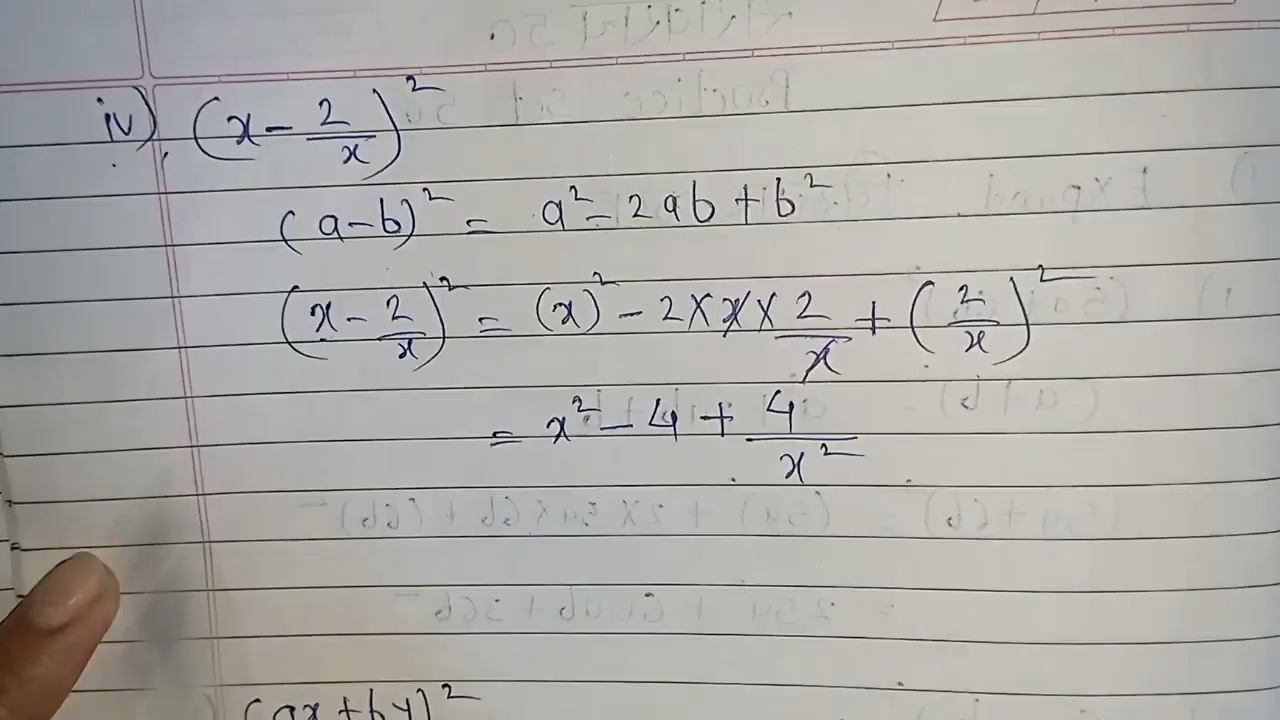 iv) (x - 2/x)²
(a-b)² = a² - 2ab + b²
(x - 2/x)² = (x)² - 2 × x × 2/x + (2/x)²
= x² - 4 + 4/x²
(ax + by)²